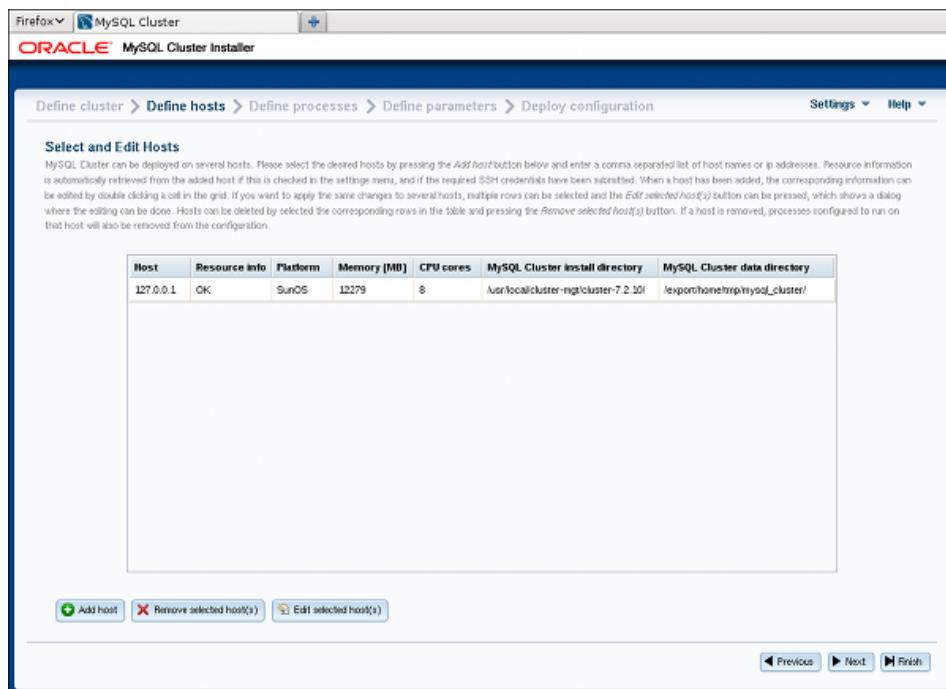 Firefox MySQL Cluster
ORACLE MySQL Cluster Installer
Define cluster > Define hosts > Define processes > Define parameters > Deploy configuration Settings Help
Select and Edit Hosts
MySQL Cluster can be deployed on several hosts. Please select the desired hosts by pressing the Add host button below and enter a comma separated list of host names or ip addresses. Resource information
is automatically retrieved from the added host if this is checked in the settings menu, and if the required SSH credentials have been submitted. When a host has been added, the corresponding information can
be edited by double clicking a cell in the grid. If you want to apply the same changes to several hosts, multiple rows can be selected and the Edit selected host(s) button can be pressed, which shows a dialog
where the editing can be done. Hosts can be deleted by selected the corresponding rows in the table and pressing the Remove selected host(s) button. If a host is removed, processes configured to run on
that host will also be removed from the configuration.
Host Resource info Platform Memory [MB] CPU cores MySQL Cluster install directory MySQL Cluster data directory
127.0.0.1 OK SunOS 12279 8 /usr/local/cluster-mgt/cluster-7.2.10/ /export/home/tmp/mysql_cluster/
Add host Remove selected host(s) Edit selected host(s)
Previous Next Finish